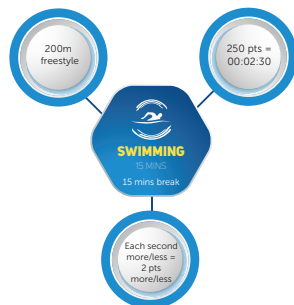 200m
freestyle
250 pts =
00:02:30
SWIMMING
15 MINS
15 mins break
Each second
more/less =
2 pts
more/less